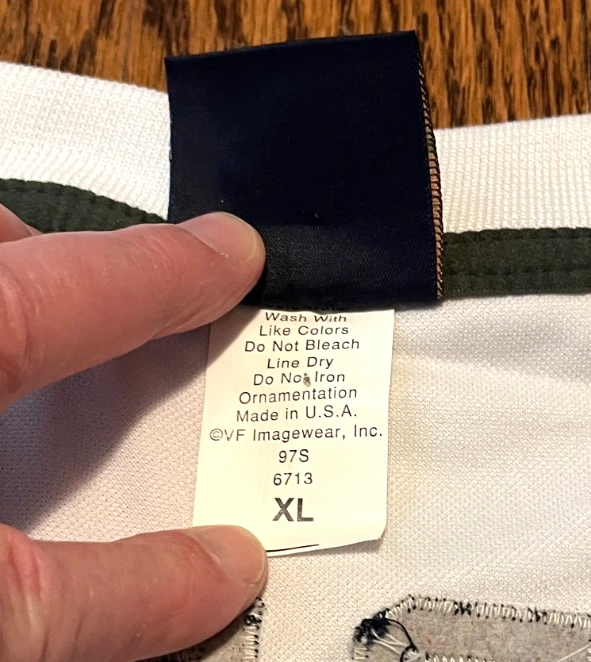 Wash With
Like Colors
Do Not Bleach
Line Dry
Do Not Iron
Ornamentation
Made in U.S.A.
©VF Imagewear, Inc.
97S
6713
XL